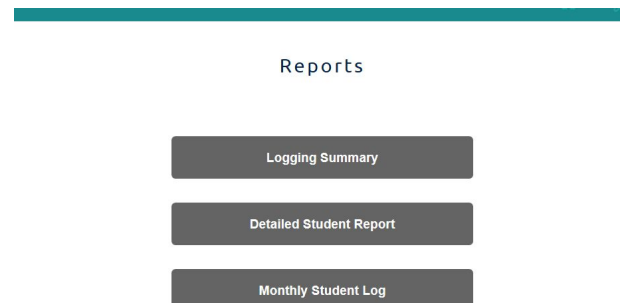 Reports
Logging Summary
Detailed Student Report
Monthly Student Log